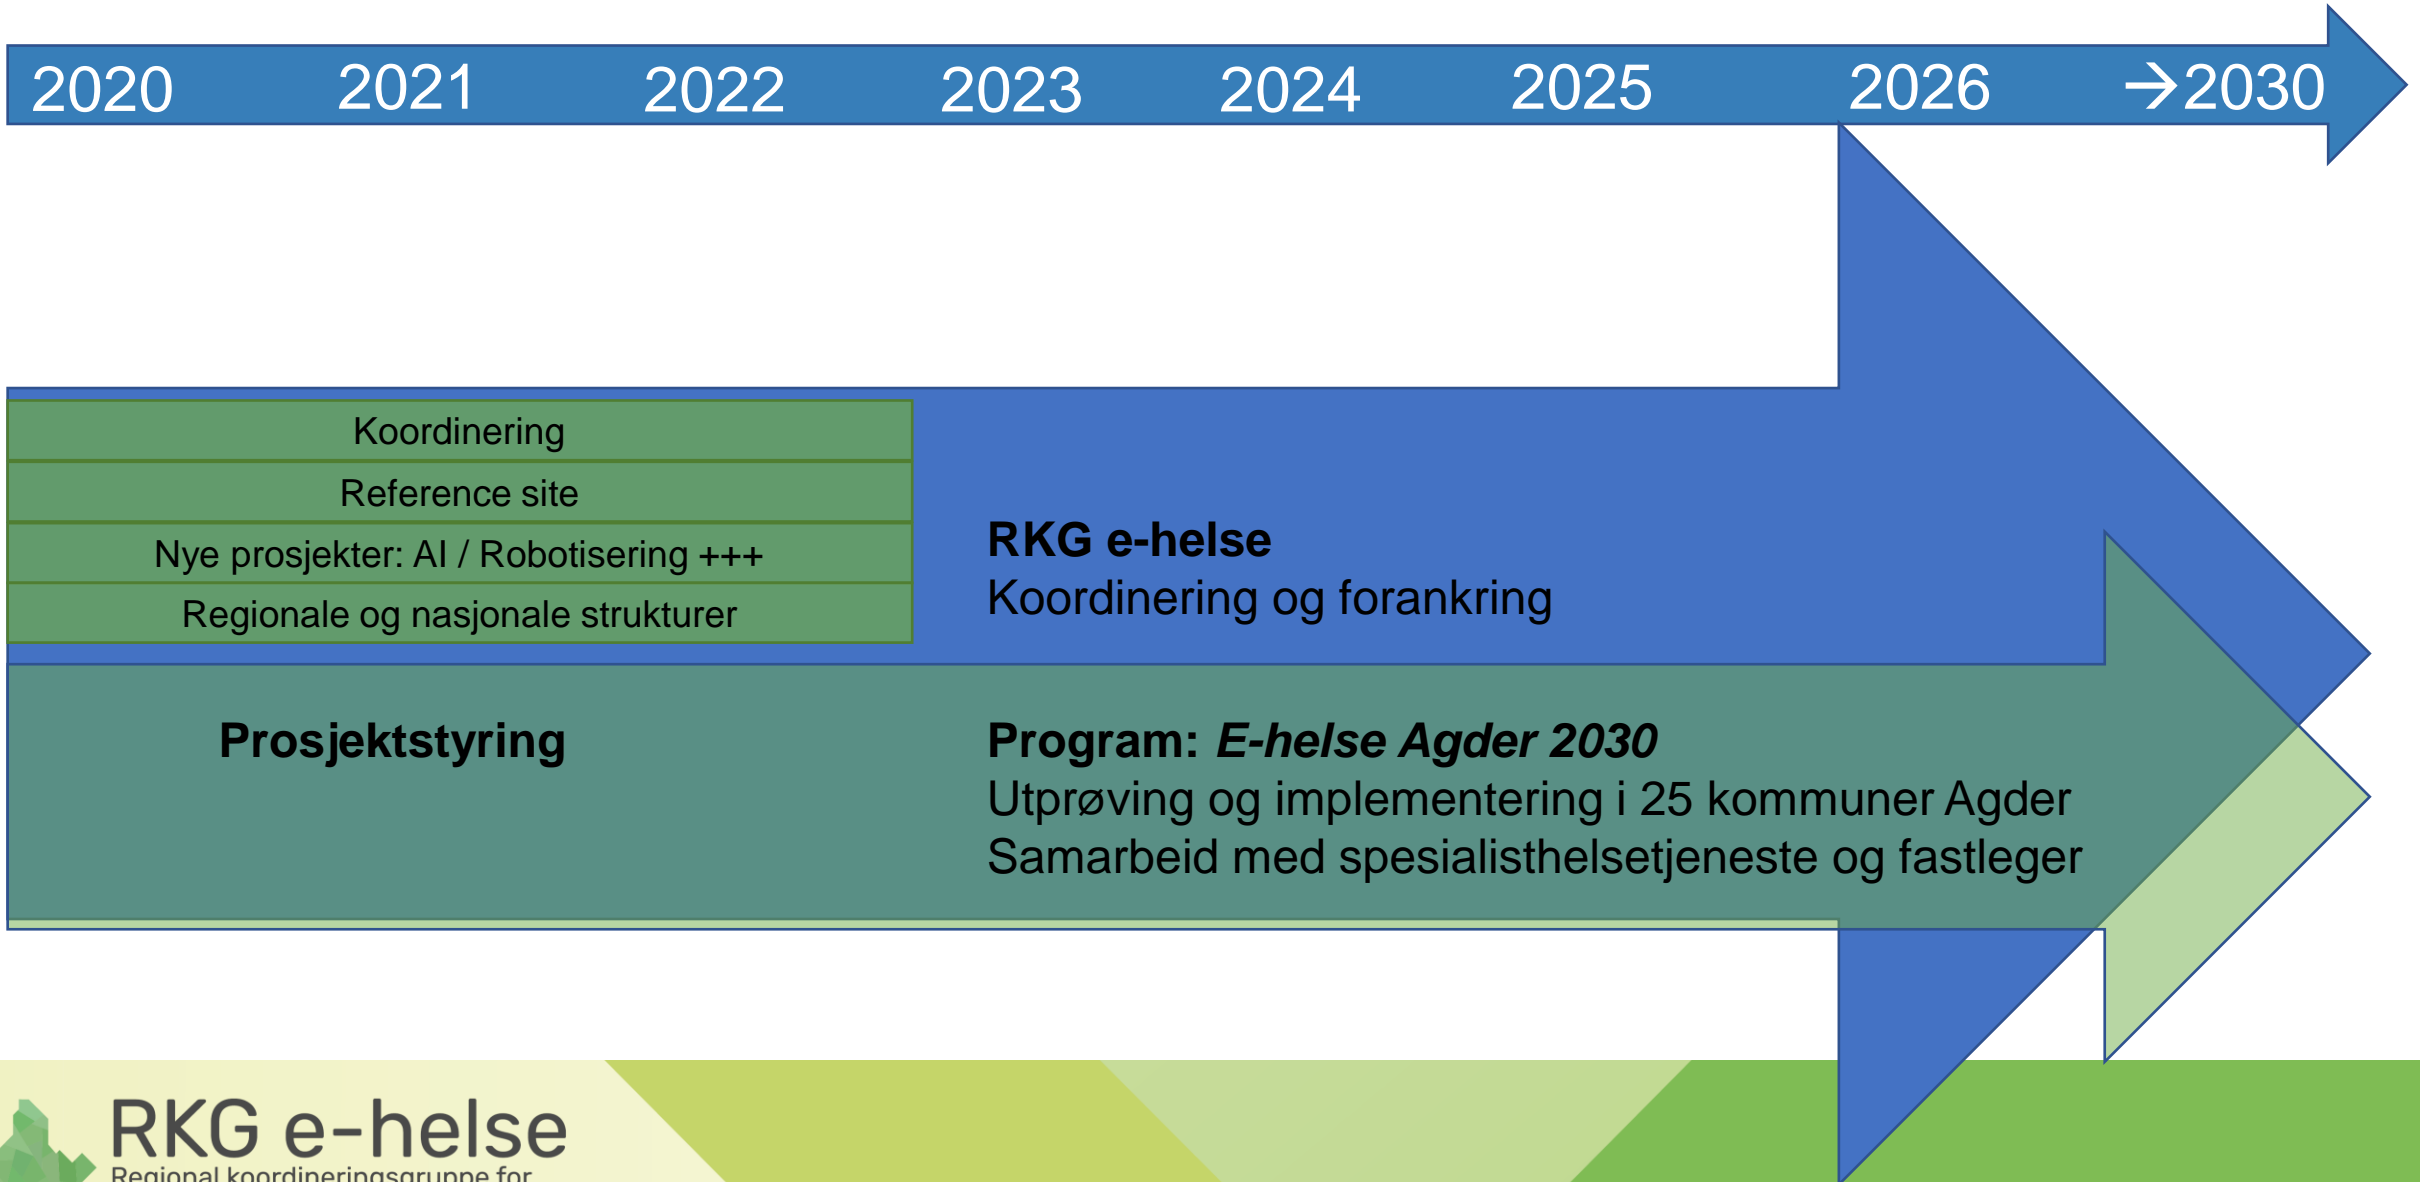 2020 2021 2022 2023 2024 2025 2026 →2030
Koordinering
Reference site
Nye prosjekter: AI / Robotisering +++
Regionale og nasjonale strukturer
RKG e-helse
Koordinering og forankring
Prosjektstyring
Program: E-helse Agder 2030
Utprøving og implementering i 25 kommuner Agder
Samarbeid med spesialisthelsetjeneste og fastleger
RKG e-helse
Regional koordineringsgruppe for